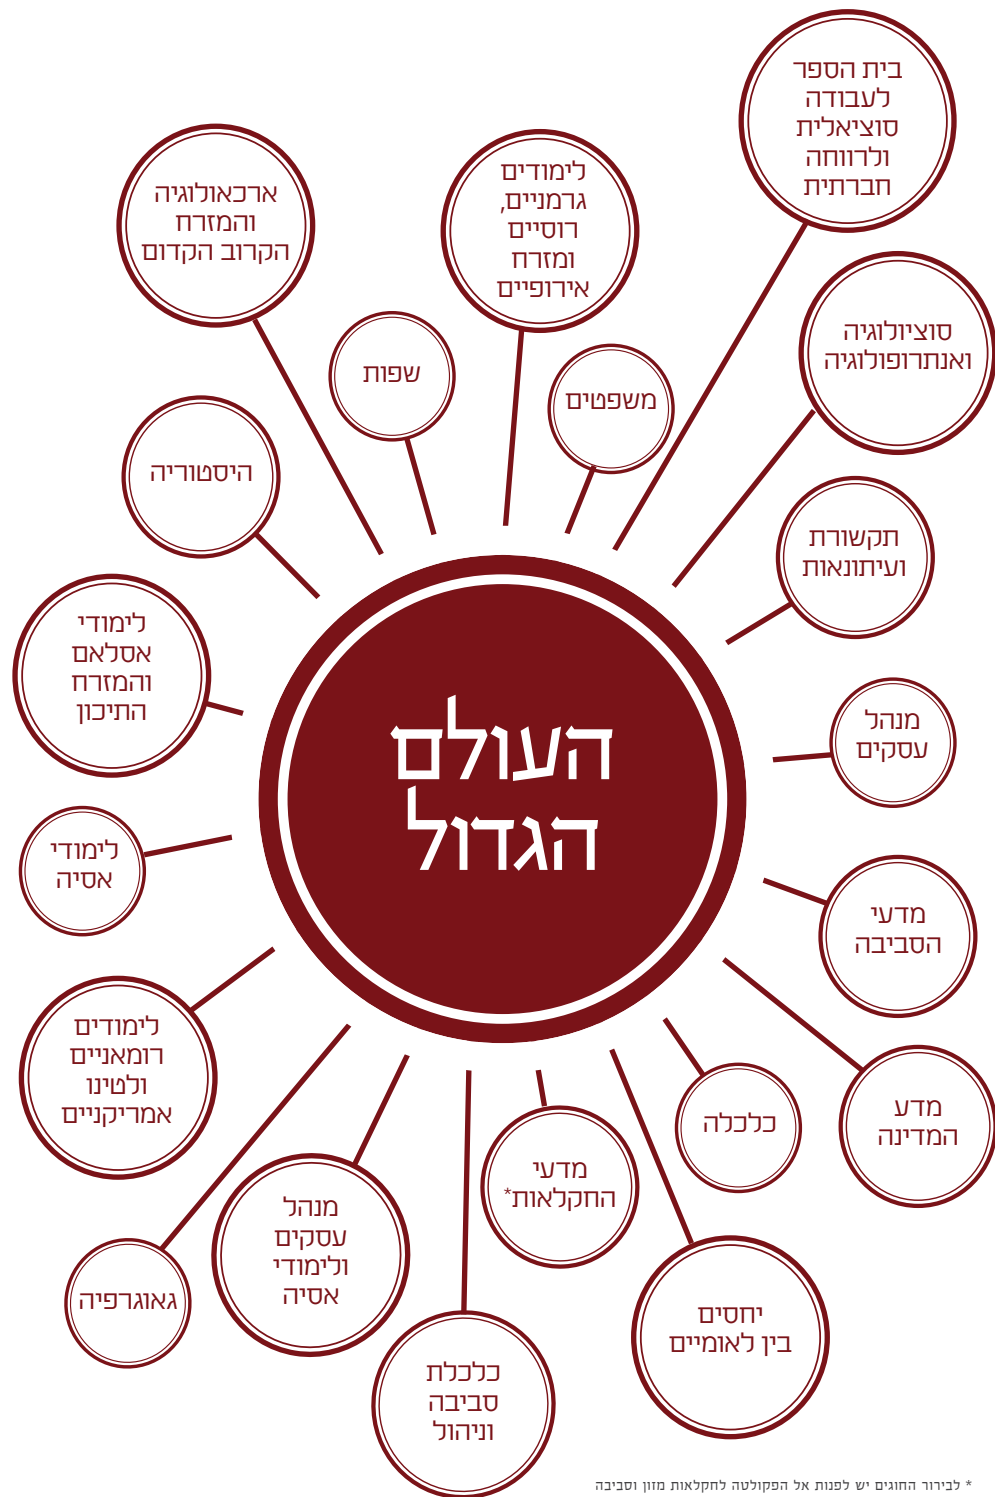 בית הספר
לעבודה
סוציאלית
ולרווחה
חברתית
לימודים
גרמניים,
רוסיים
ומזרח
אירופיים
ארכאולוגיה
והמזרח
הקרוב הקדום
סוציולוגיה
ואנתרופולוגיה
שפות
משפטים
היסטוריה
תקשורת
ועיתונאות
לימודי
אסלאם
והמזרח
התיכון
מנהל
עסקים
העולם
הגדול
לימודי
אסיה
מדעי
הסביבה
לימודים
רומאניים
ולטינו
אמריקניים
מדע
המדינה
כלכלה
מדעי
החקלאות*
מנהל
עסקים
ולימודי
אסיה
גאוגרפיה
יחסים
בין לאומיים
כלכלת
סביבה
וניהול
* לבירור החוגים יש לפנות אל הפקולטה לחקלאות מזון וסביבה